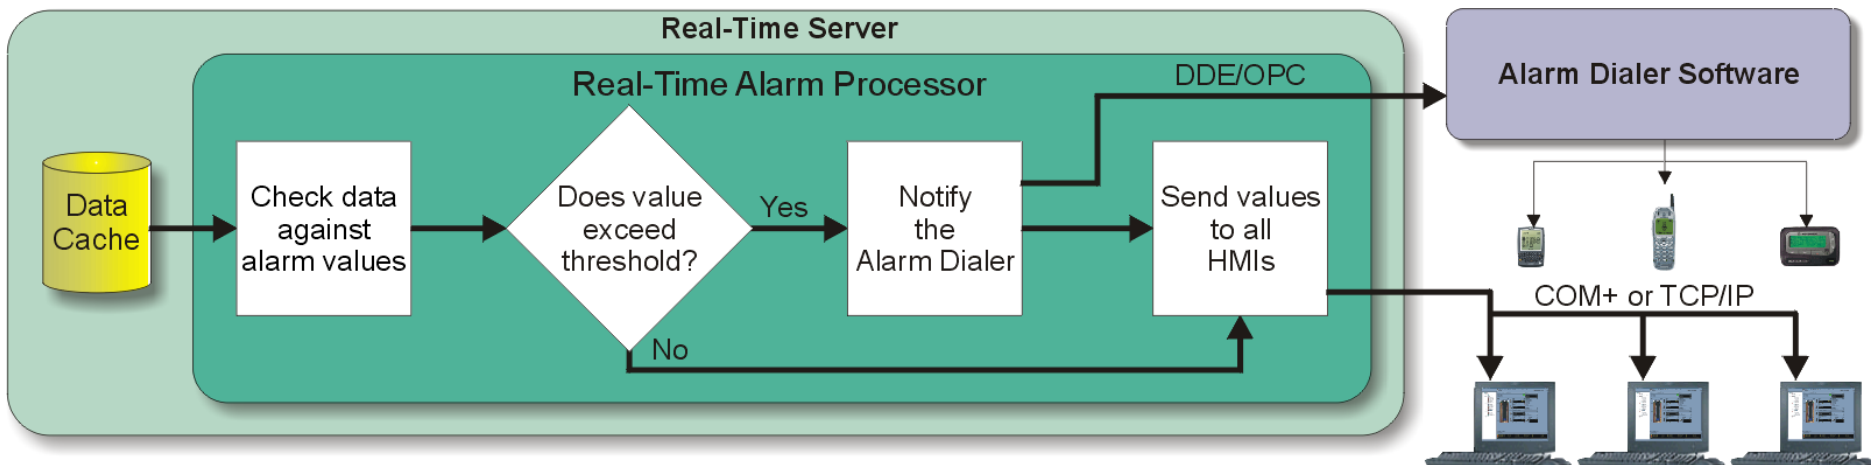 Real-Time Server
Real-Time Alarm Processor
DDE/OPC
Alarm Dialer Software
Data
Cache
Check data
against
alarm values
Does value
exceed
threshold?
Yes
Notify
the
Alarm Dialer
Send values
to all
HMIs
No
COM+ or TCP/IP